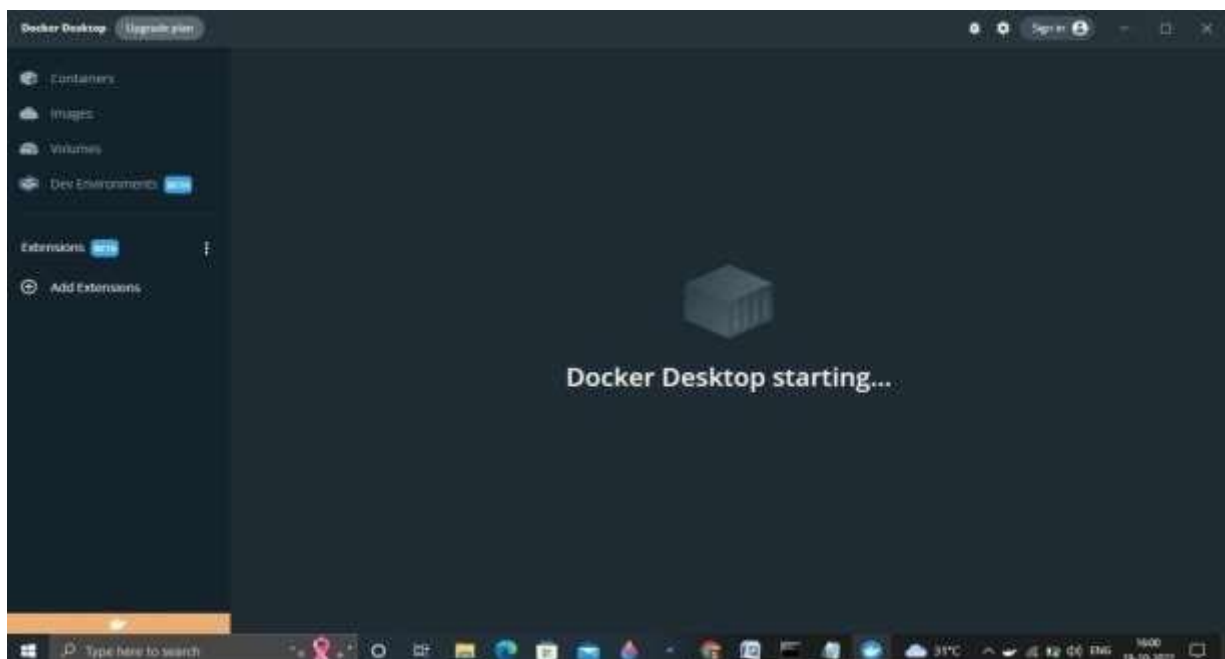 Docker Desktop Upgrade plan
Sign in
Containers
Images
Volumes
Dev Environments BETA
Extensions BETA
Add Extensions
Docker Desktop starting...
Type here to search
31°C
ENG
16:00